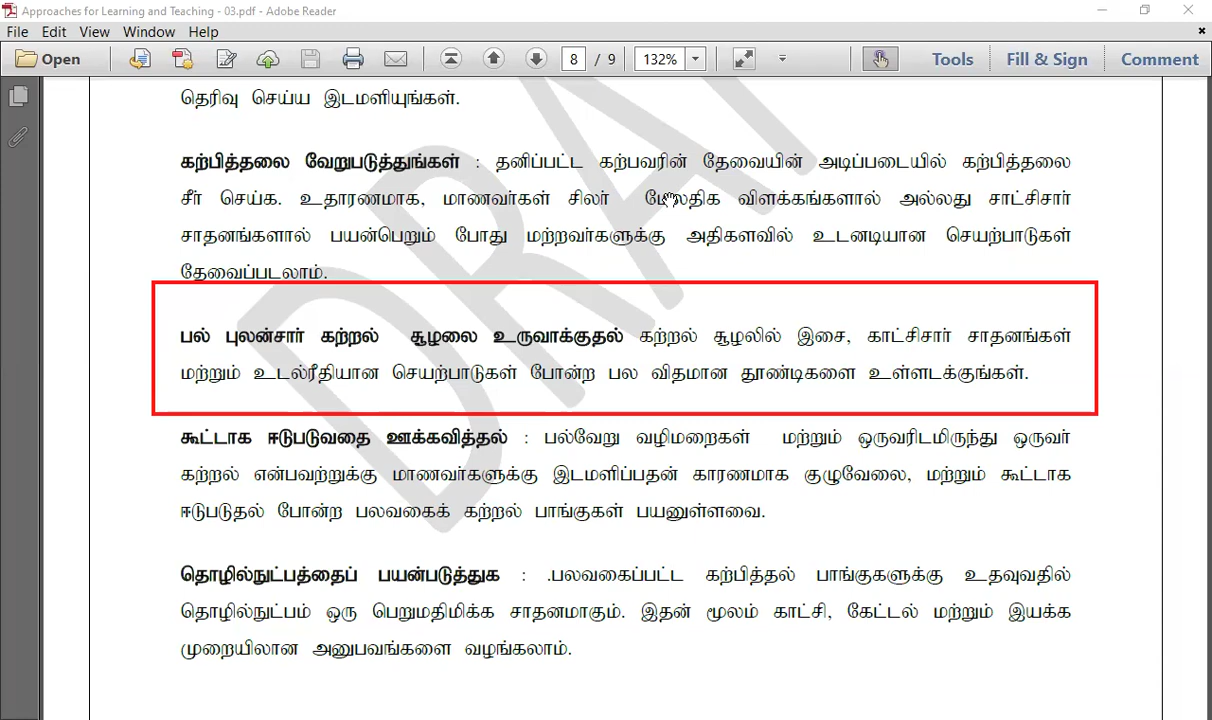 Approaches for Learning and Teaching - 03.pdf - Adobe Reader
File Edit View Window Help
Open 8 / 9 132% Tools Fill & Sign Comment
தெரிவு செய்ய இடமளியுங்கள்.
கற்பித்தலை வேறுபடுத்துங்கள் : தனிப்பட்ட கற்பவரின் தேவையின் அடிப்படையில் கற்பித்தலை
சீர் செய்க. உதாரணமாக, மாணவர்கள் சிலர் மேலதிக விளக்கங்களால் அல்லது சாட்சிசார்
சாதனங்களால் பயன்பெறும் போது மற்றவர்களுக்கு அதிகளவில் உடனடியான செயற்பாடுகள்
தேவைப்படலாம்.
பல் புலன்சார் கற்றல் சூழலை உருவாக்குதல் கற்றல் சூழலில் இசை, காட்சிசார் சாதனங்கள்
மற்றும் உடல்ரீதியான செயற்பாடுகள் போன்ற பல விதமான தூண்டிகளை உள்ளடக்குங்கள்.
கூட்டாக ஈடுபடுவதை ஊக்கவித்தல் : பல்வேறு வழிமறைகள் மற்றும் ஒருவரிடமிருந்து ஒருவர்
கற்றல் என்பவற்றுக்கு மாணவர்களுக்கு இடமளிப்பதன் காரணமாக குழுவேலை, மற்றும் கூட்டாக
ஈடுபடுதல் போன்ற பலவகைக் கற்றல் பாங்குகள் பயனுள்ளவை.
தொழில்நுட்பத்தைப் பயன்படுத்துக : .பலவகைப்பட்ட கற்பித்தல் பாங்குகளுக்கு உதவுவதில்
தொழில்நுட்பம் ஒரு பெறுமதிமிக்க சாதனமாகும். இதன் மூலம் காட்சி, கேட்டல் மற்றும் இயக்க
முறையிலான அனுபவங்களை வழங்கலாம்.